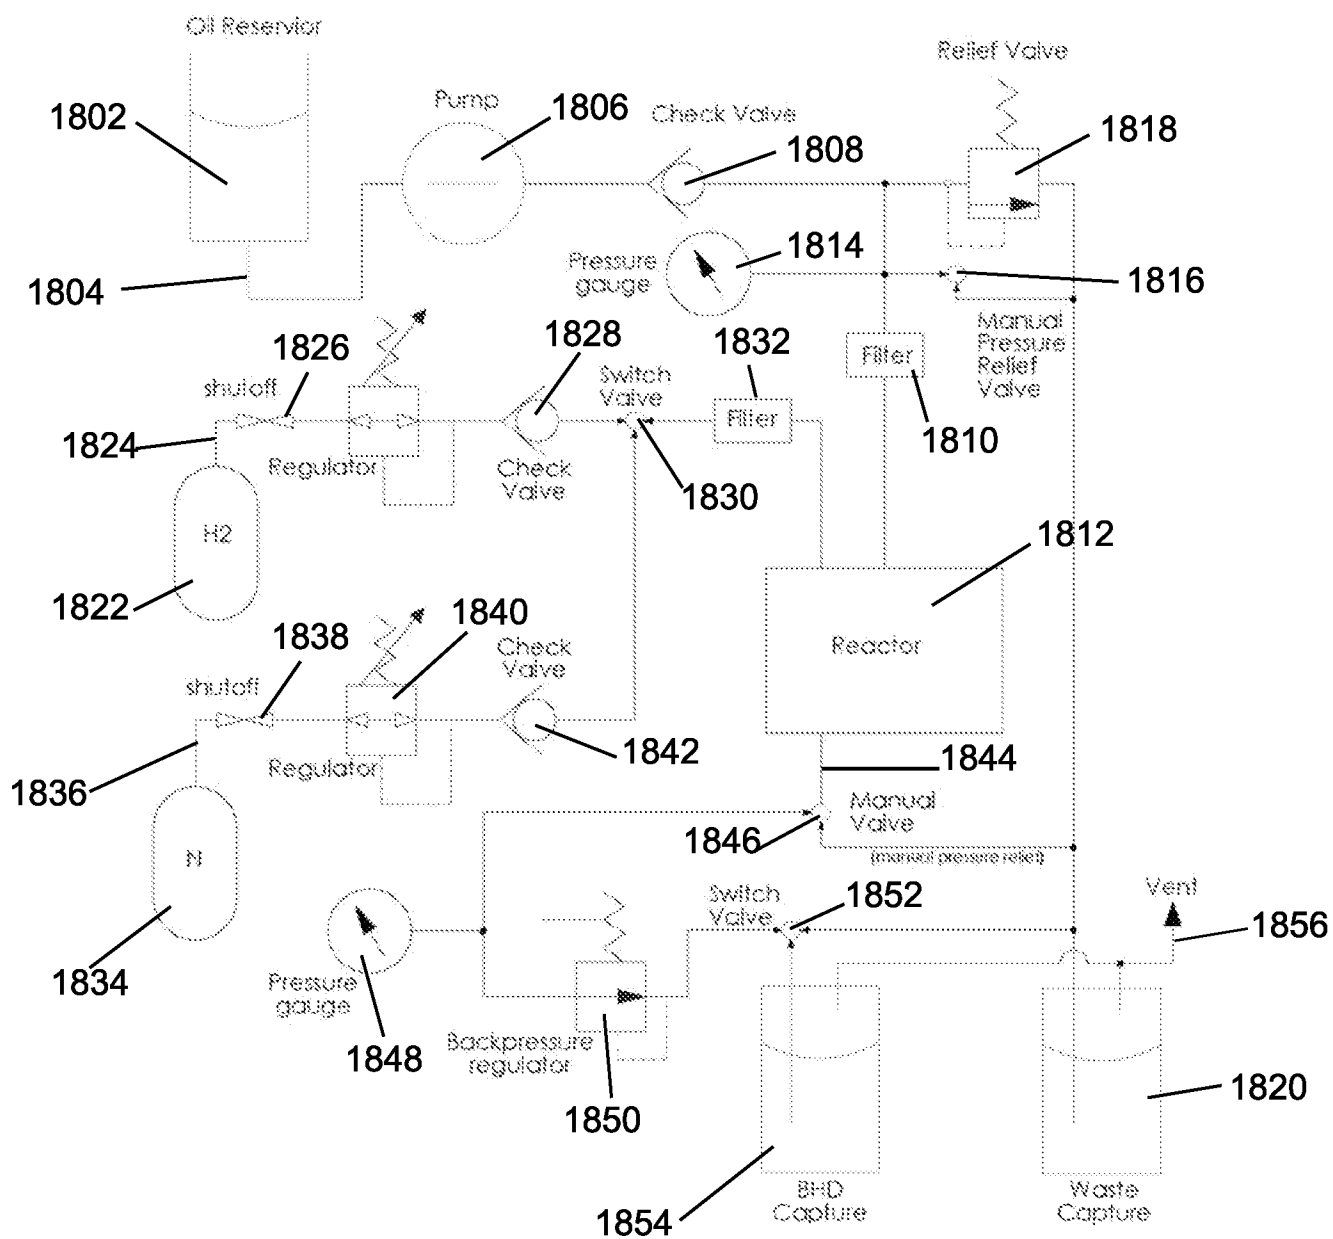 Oil Reservior
Relief Valve
1802
Pump
1806
Check Valve
1808
1818
Pressure
gauge
1814
1804
1816
Manual
Pressure
Relief
Valve
1826
1828
1832
Filter
1810
shutoff
Switch
Valve
Filter
1824
Regulator
Check
Valve
1830
H2
1822
1812
Reactor
1838
1840
Check
Valve
shutoff
1842
1844
1836
Regulator
Manual
Valve
1846
(manual pressure relief)
N
1834
Switch
Valve
1852
Vent
1856
Pressure
gauge
1848
Backpressure
regulator
1850
1820
1854
BHD
Capture
Waste
Capture